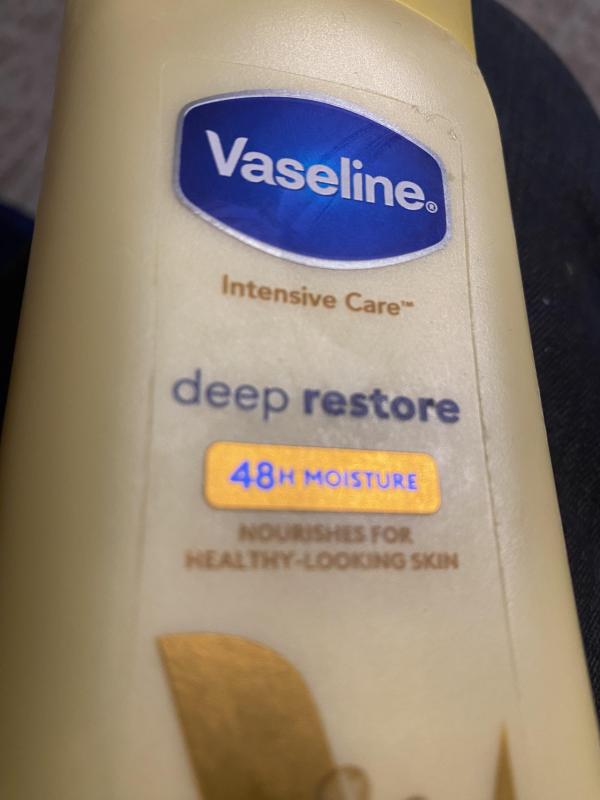 Vaseline®
Intensive Care™
deep restore
48H MOISTURE
NOURISHES FOR
HEALTHY-LOOKING SKIN